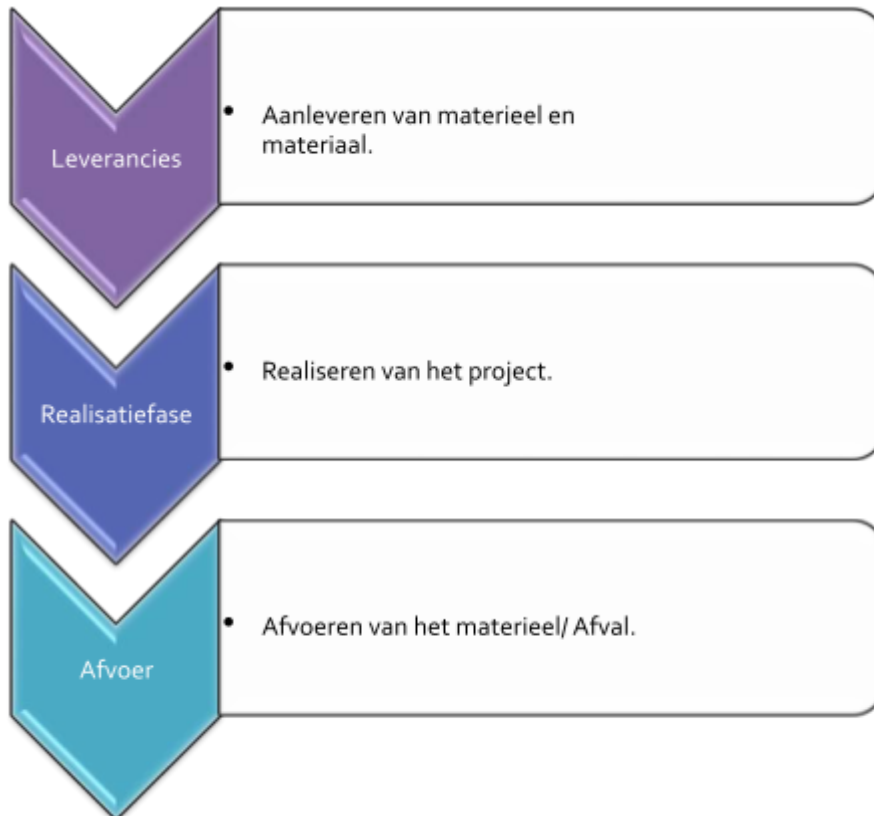 Leverancies
• Aanleveren van materieel en
materiaal.
Realisatiefase
• Realiseren van het project.
Afvoer
• Afvoeren van het materieel/ Afval.